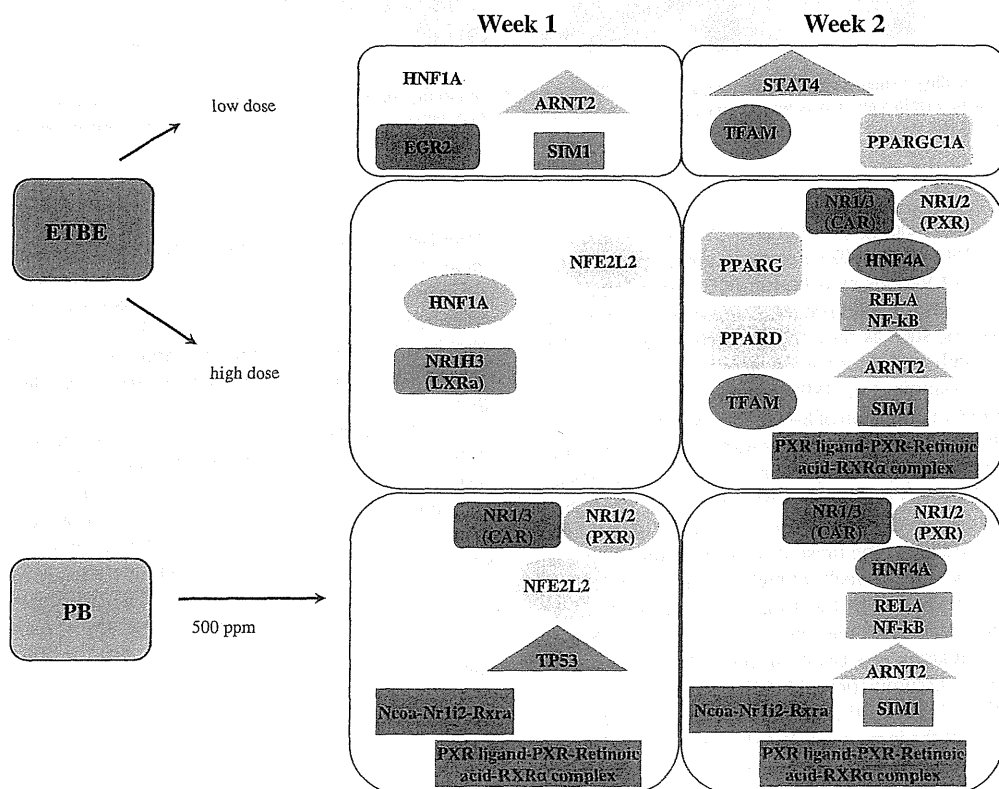 Week 1
Week 2
low dose
ETBE
high dose
HNF1A
ARNT2
EGR2
SIM1
STAT4
TFAM
PPARGC1A
NFE2L2
HNF1A
NR1H3
(LXRa)
NR1/3
(CAR)
NR1/2
(PXR)
PPARG
HNF4A
RELA
NF-kB
PPARD
ARNT2
TFAM
SIM1
PXR ligand-PXR-Retinoic
acid-RXRα complex
PB
500 ppm
NR1/3
(CAR)
NR1/2
(PXR)
NFE2L2
TP53
Ncoa-Nr1i2-Rxra
PXR ligand-PXR-Retinoic
acid-RXRα complex
NR1/3
(CAR)
NR1/2
(PXR)
HNF4A
RELA
NF-kB
ARNT2
Ncoa-Nr1i2-Rxra
SIM1
PXR ligand-PXR-Retinoic
acid-RXRα complex